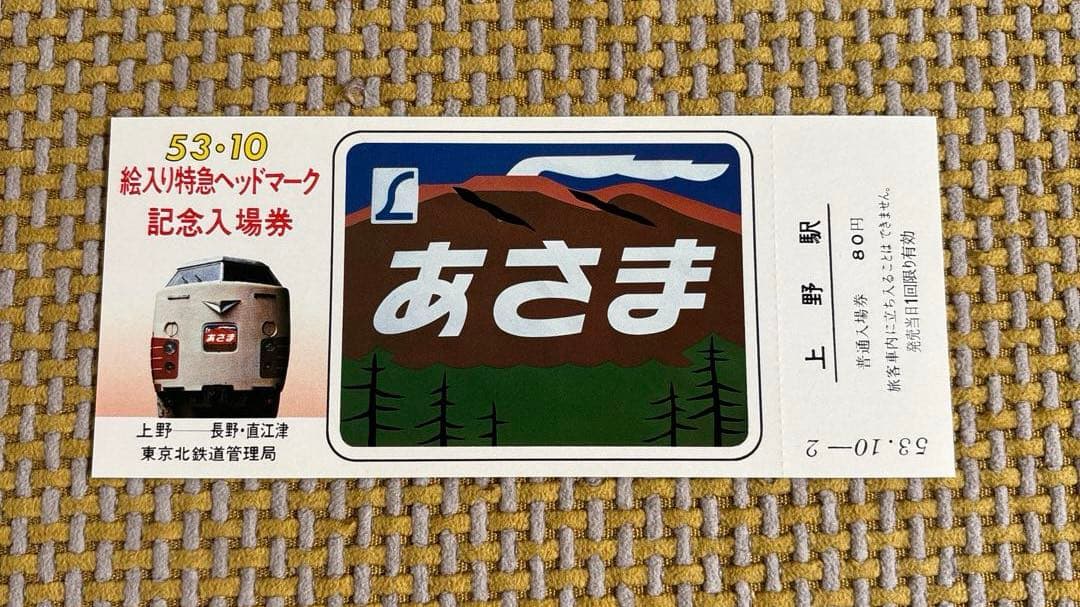 53・10
絵入り特急ヘッドマーク
記念入場券
あさま
上野——長野・直江津
東京北鉄道管理局
あさま
上野駅
普通入場券 80円
旅客車内に立ち入ることはできません。
発売当日1回限り有効
53.10—2